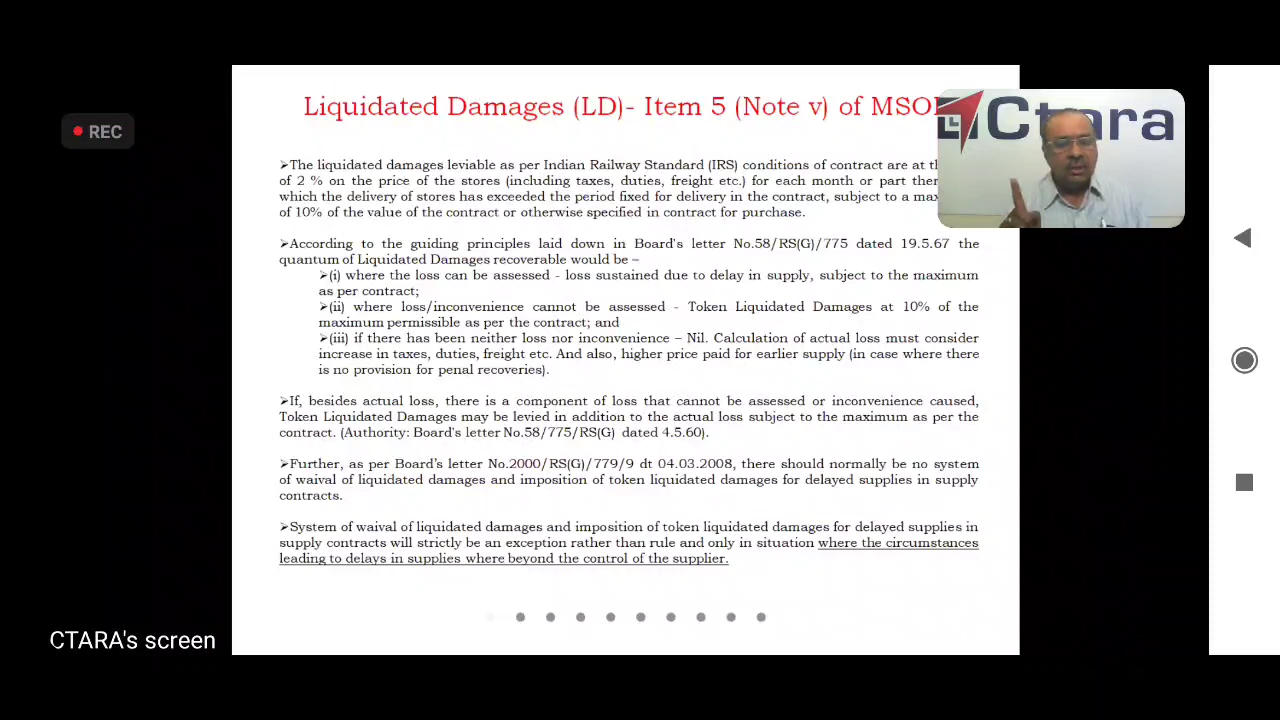 Liquidated Damages (LD)- Item 5 (Note v) of MSO
Ctara
REC
➢The liquidated damages leviable as per Indian Railway Standard (IRS) conditions of contract are at
of 2 % on the price of the stores (including taxes, duties, freight etc.) for each month or part
which the delivery of stores has exceeded the period fixed for delivery in the contract, subject to a
of 10% of the value of the contract or otherwise specified in contract for purchase.
➢According to the guiding principles laid down in Board's letter No.58/RS(G)/775 dated 19.5.67 the
quantum of Liquidated Damages recoverable would be –
➢(i) where the loss can be assessed - loss sustained due to delay in supply, subject to the maximum
as per contract;
➢(ii) where loss/inconvenience cannot be assessed - Token Liquidated Damages at 10% of the
maximum permissible as per the contract; and
➢(iii) if there has been neither loss nor inconvenience – Nil. Calculation of actual loss must consider
increase in taxes, duties, freight etc. And also, higher price paid for earlier supply (in case where there
is no provision for penal recoveries).
➢If, besides actual loss, there is a component of loss that cannot be assessed or inconvenience caused,
Token Liquidated Damages may be levied in addition to the actual loss subject to the maximum as per the
contract. (Authority: Board's letter No.58/775/RS(G) dated 4.5.60).
➢Further, as per Board's letter No.2000/RS(G)/779/9 dt 04.03.2008, there should normally be no system
of waival of liquidated damages and imposition of token liquidated damages for delayed supplies in supply
contracts.
➢System of waival of liquidated damages and imposition of token liquidated damages for delayed supplies in
supply contracts will strictly be an exception rather than rule and only in situation where the circumstances
leading to delays in supplies where beyond the control of the supplier.
CTARA's screen